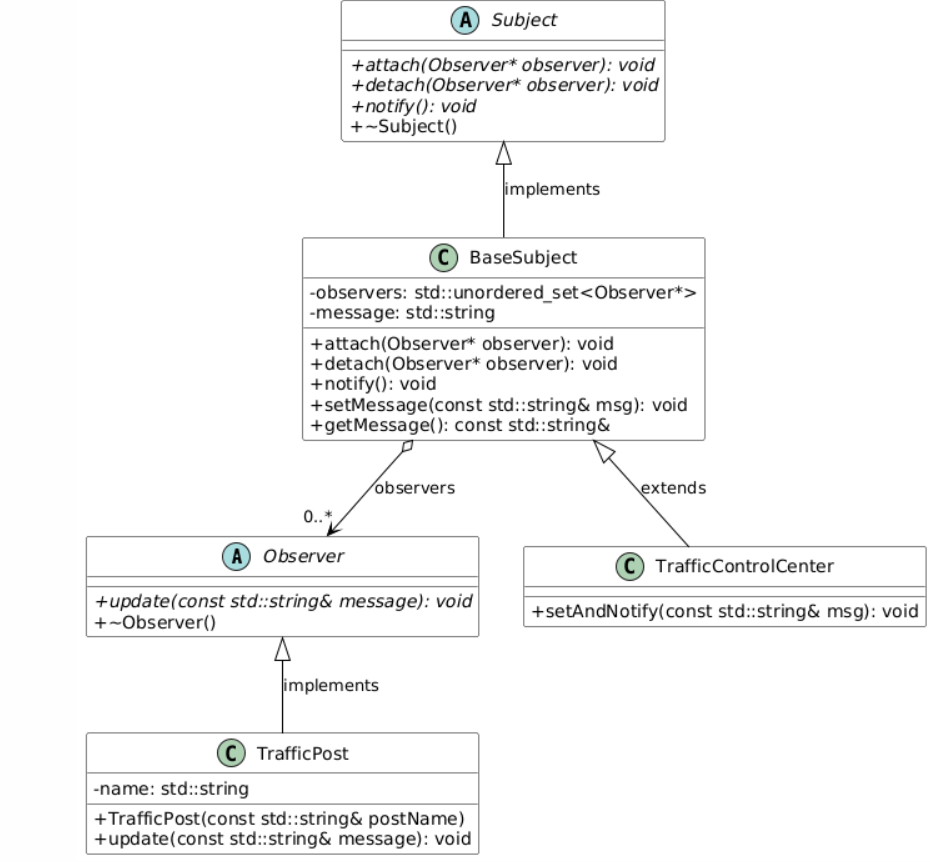 A Subject
+attach(Observer* observer): void
+detach(Observer* observer): void
+notify(): void
+~Subject()
implements
C BaseSubject
-observers: std::unordered_set<Observer*>
-message: std::string
+attach(Observer* observer): void
+detach(Observer* observer): void
+notify(): void
+setMessage(const std::string& msg): void
+getMessage(): const std::string&
observers
extends
0..*
A Observer
+update(const std::string& message): void
+~Observer()
C TrafficControlCenter
+setAndNotify(const std::string& msg): void
implements
C TrafficPost
-name: std::string
+TrafficPost(const std::string& postName)
+update(const std::string& message): void